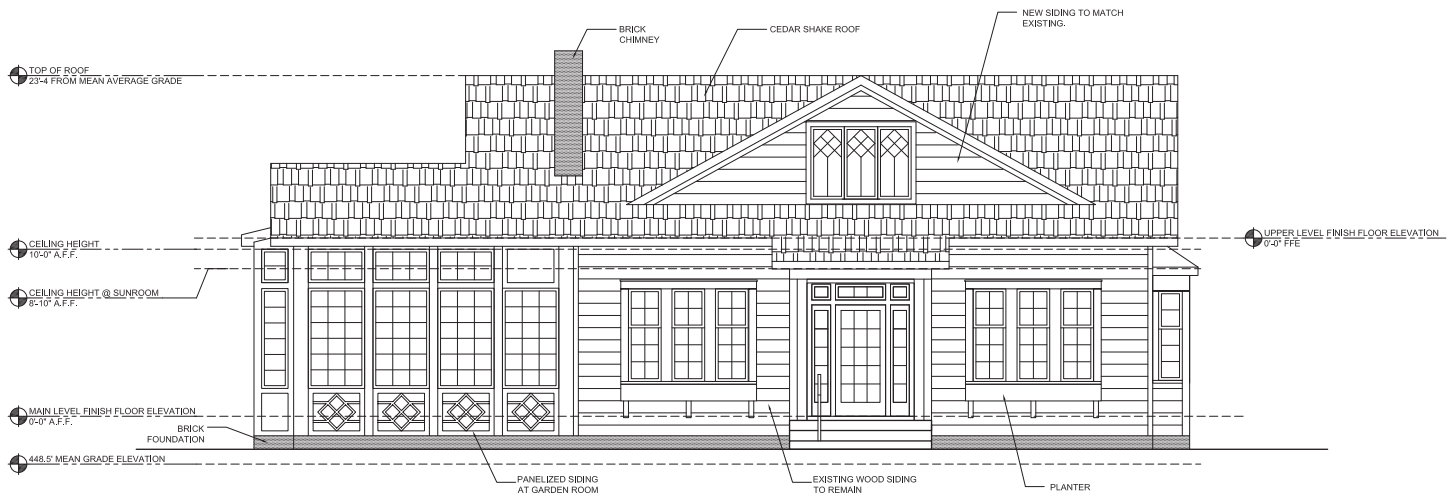 BRICK
CHIMNEY
CEDAR SHAKE ROOF
NEW SIDING TO MATCH
EXISTING.
TOP OF ROOF
23'-4 FROM MEAN AVERAGE GRADE
CEILING HEIGHT
10'-0" A.F.F.
UPPER LEVEL FINISH FLOOR ELEVATION
0'-0" FFE
CEILING HEIGHT @ SUNROOM
8'-10" A.F.F.
MAIN LEVEL FINISH FLOOR ELEVATION
0'-0" A.F.F.
BRICK
FOUNDATION
448.5' MEAN GRADE ELEVATION
PANELIZED SIDING
AT GARDEN ROOM
EXISTING WOOD SIDING
TO REMAIN
PLANTER